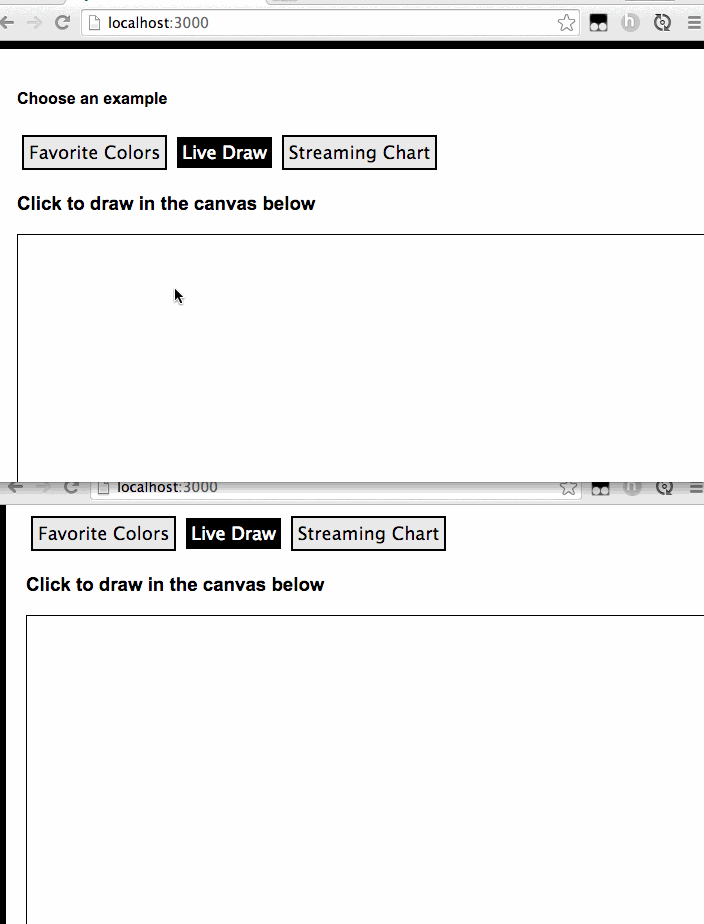 localhost:3000
Choose an example
Favorite Colors Live Draw Streaming Chart
Click to draw in the canvas below
localhost:3000
Favorite Colors Live Draw Streaming Chart
Click to draw in the canvas below